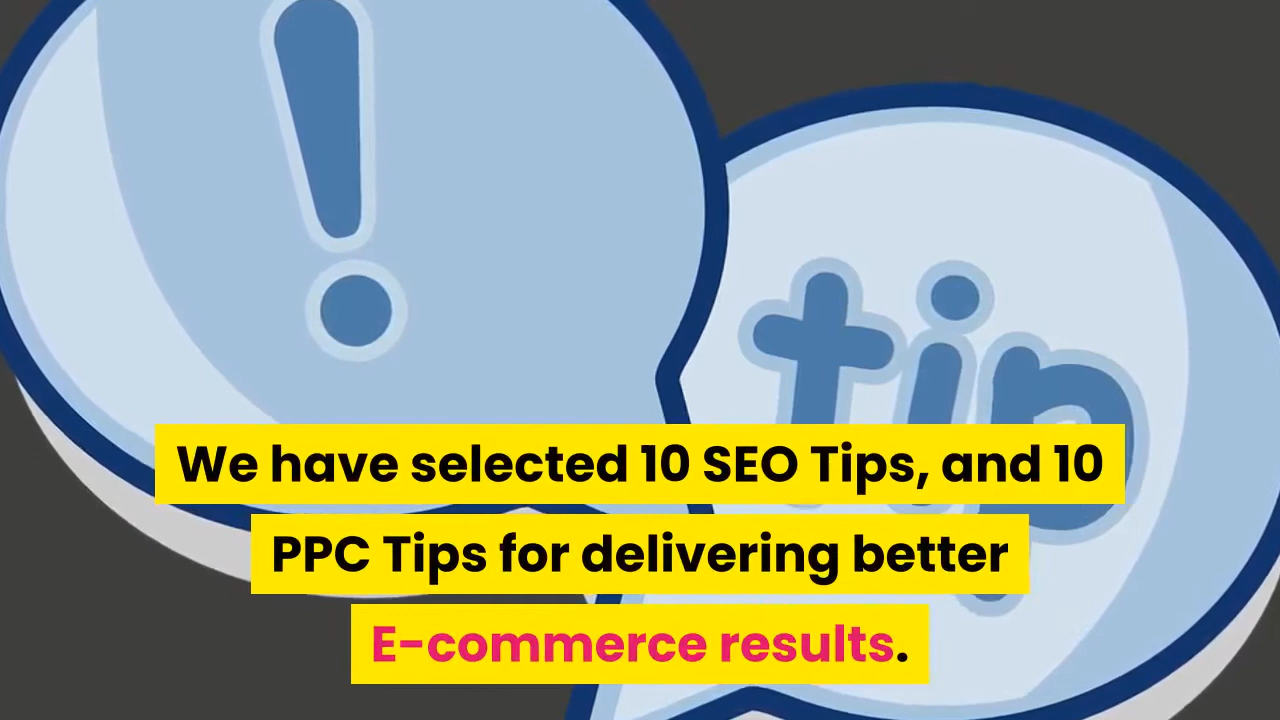 !
tip
We have selected 10 SEO Tips, and 10
PPC Tips for delivering better
E-commerce results.